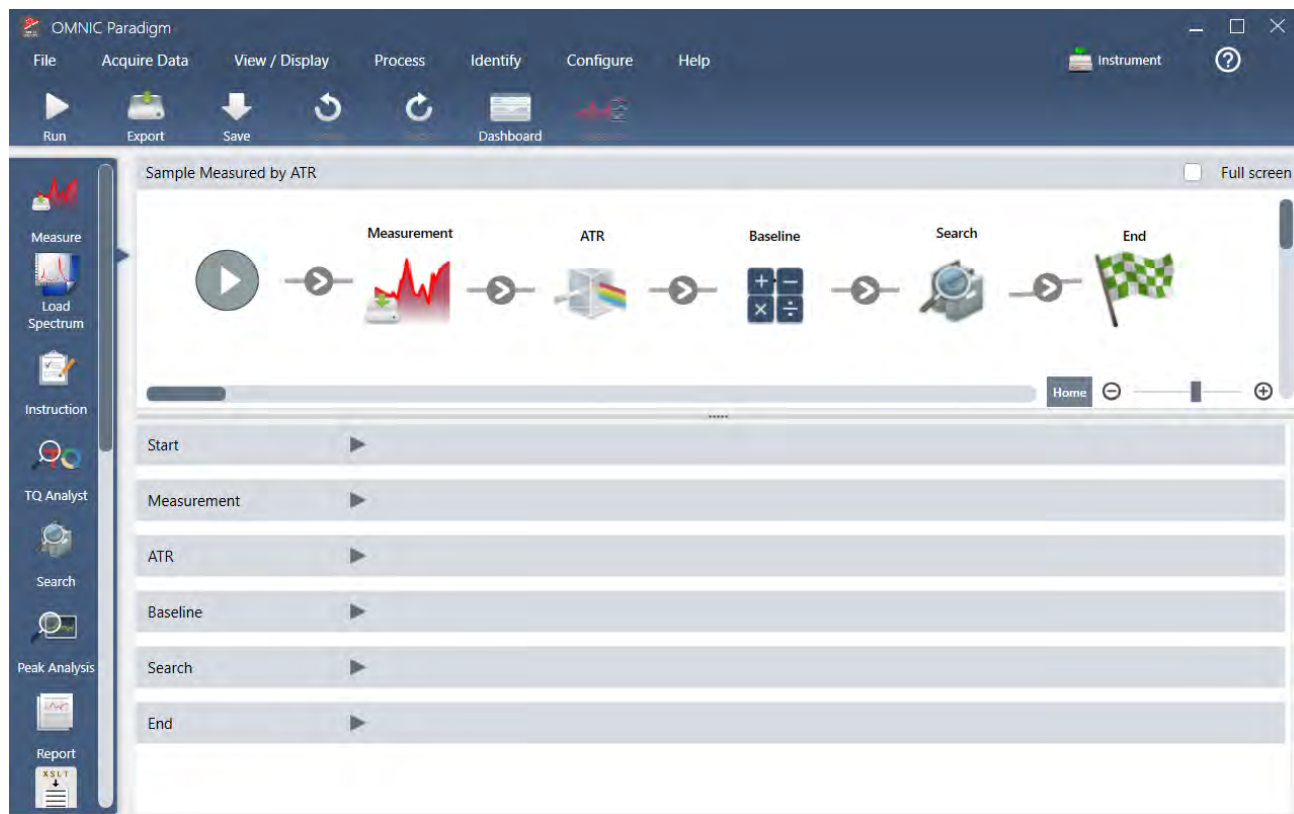 OMNIC Paradigm
File Acquire Data View / Display Process Identify Configure Help Instrument ?
Run Export Save Dashboard
Sample Measured by ATR Full screen
Measurement ATR Baseline Search End
+ −
× ÷
Home
Measure
Load
Spectrum
Instruction
TQ Analyst
Search
Peak Analysis
Report
XSLT
Start
Measurement
ATR
Baseline
Search
End